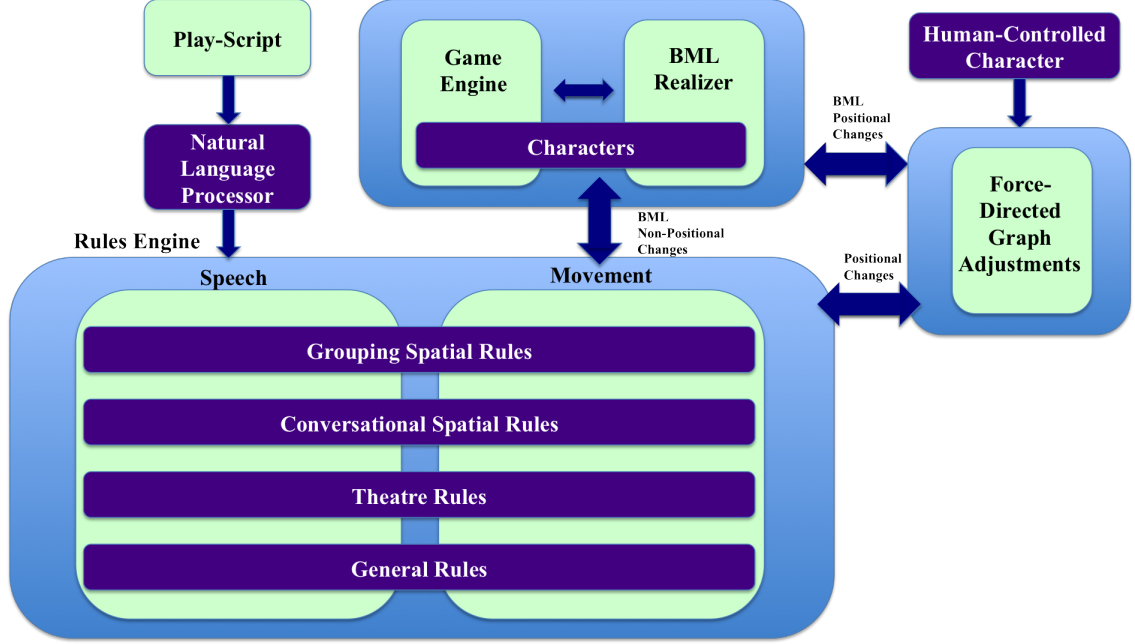 Play-Script
Natural
Language
Processor
Game
Engine
BML
Realizer
Characters
Human-Controlled
Character
BML
Positional
Changes
Force-
Directed
Graph
Adjustments
BML
Non-Positional
Changes
Positional
Changes
Rules Engine
Speech
Movement
Grouping Spatial Rules
Conversational Spatial Rules
Theatre Rules
General Rules